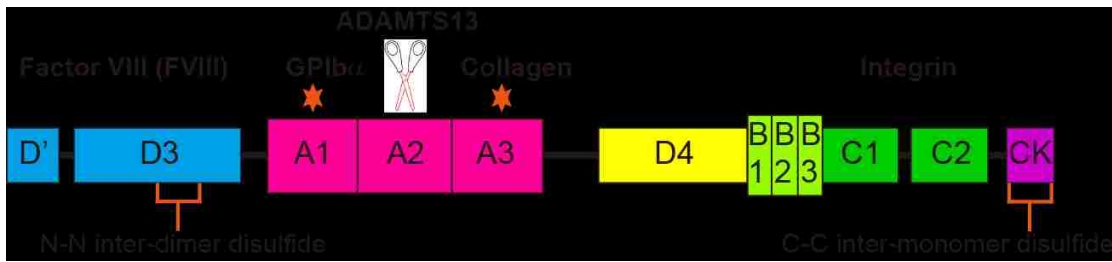 ADAMTS13
Factor VIII (FVIII) GPIbα Collagen Integrin
D' D3 A1 A2 A3 D4 B1 B2 B3 C1 C2 CK
N-N inter-dimer disulfide C-C inter-monomer disulfide